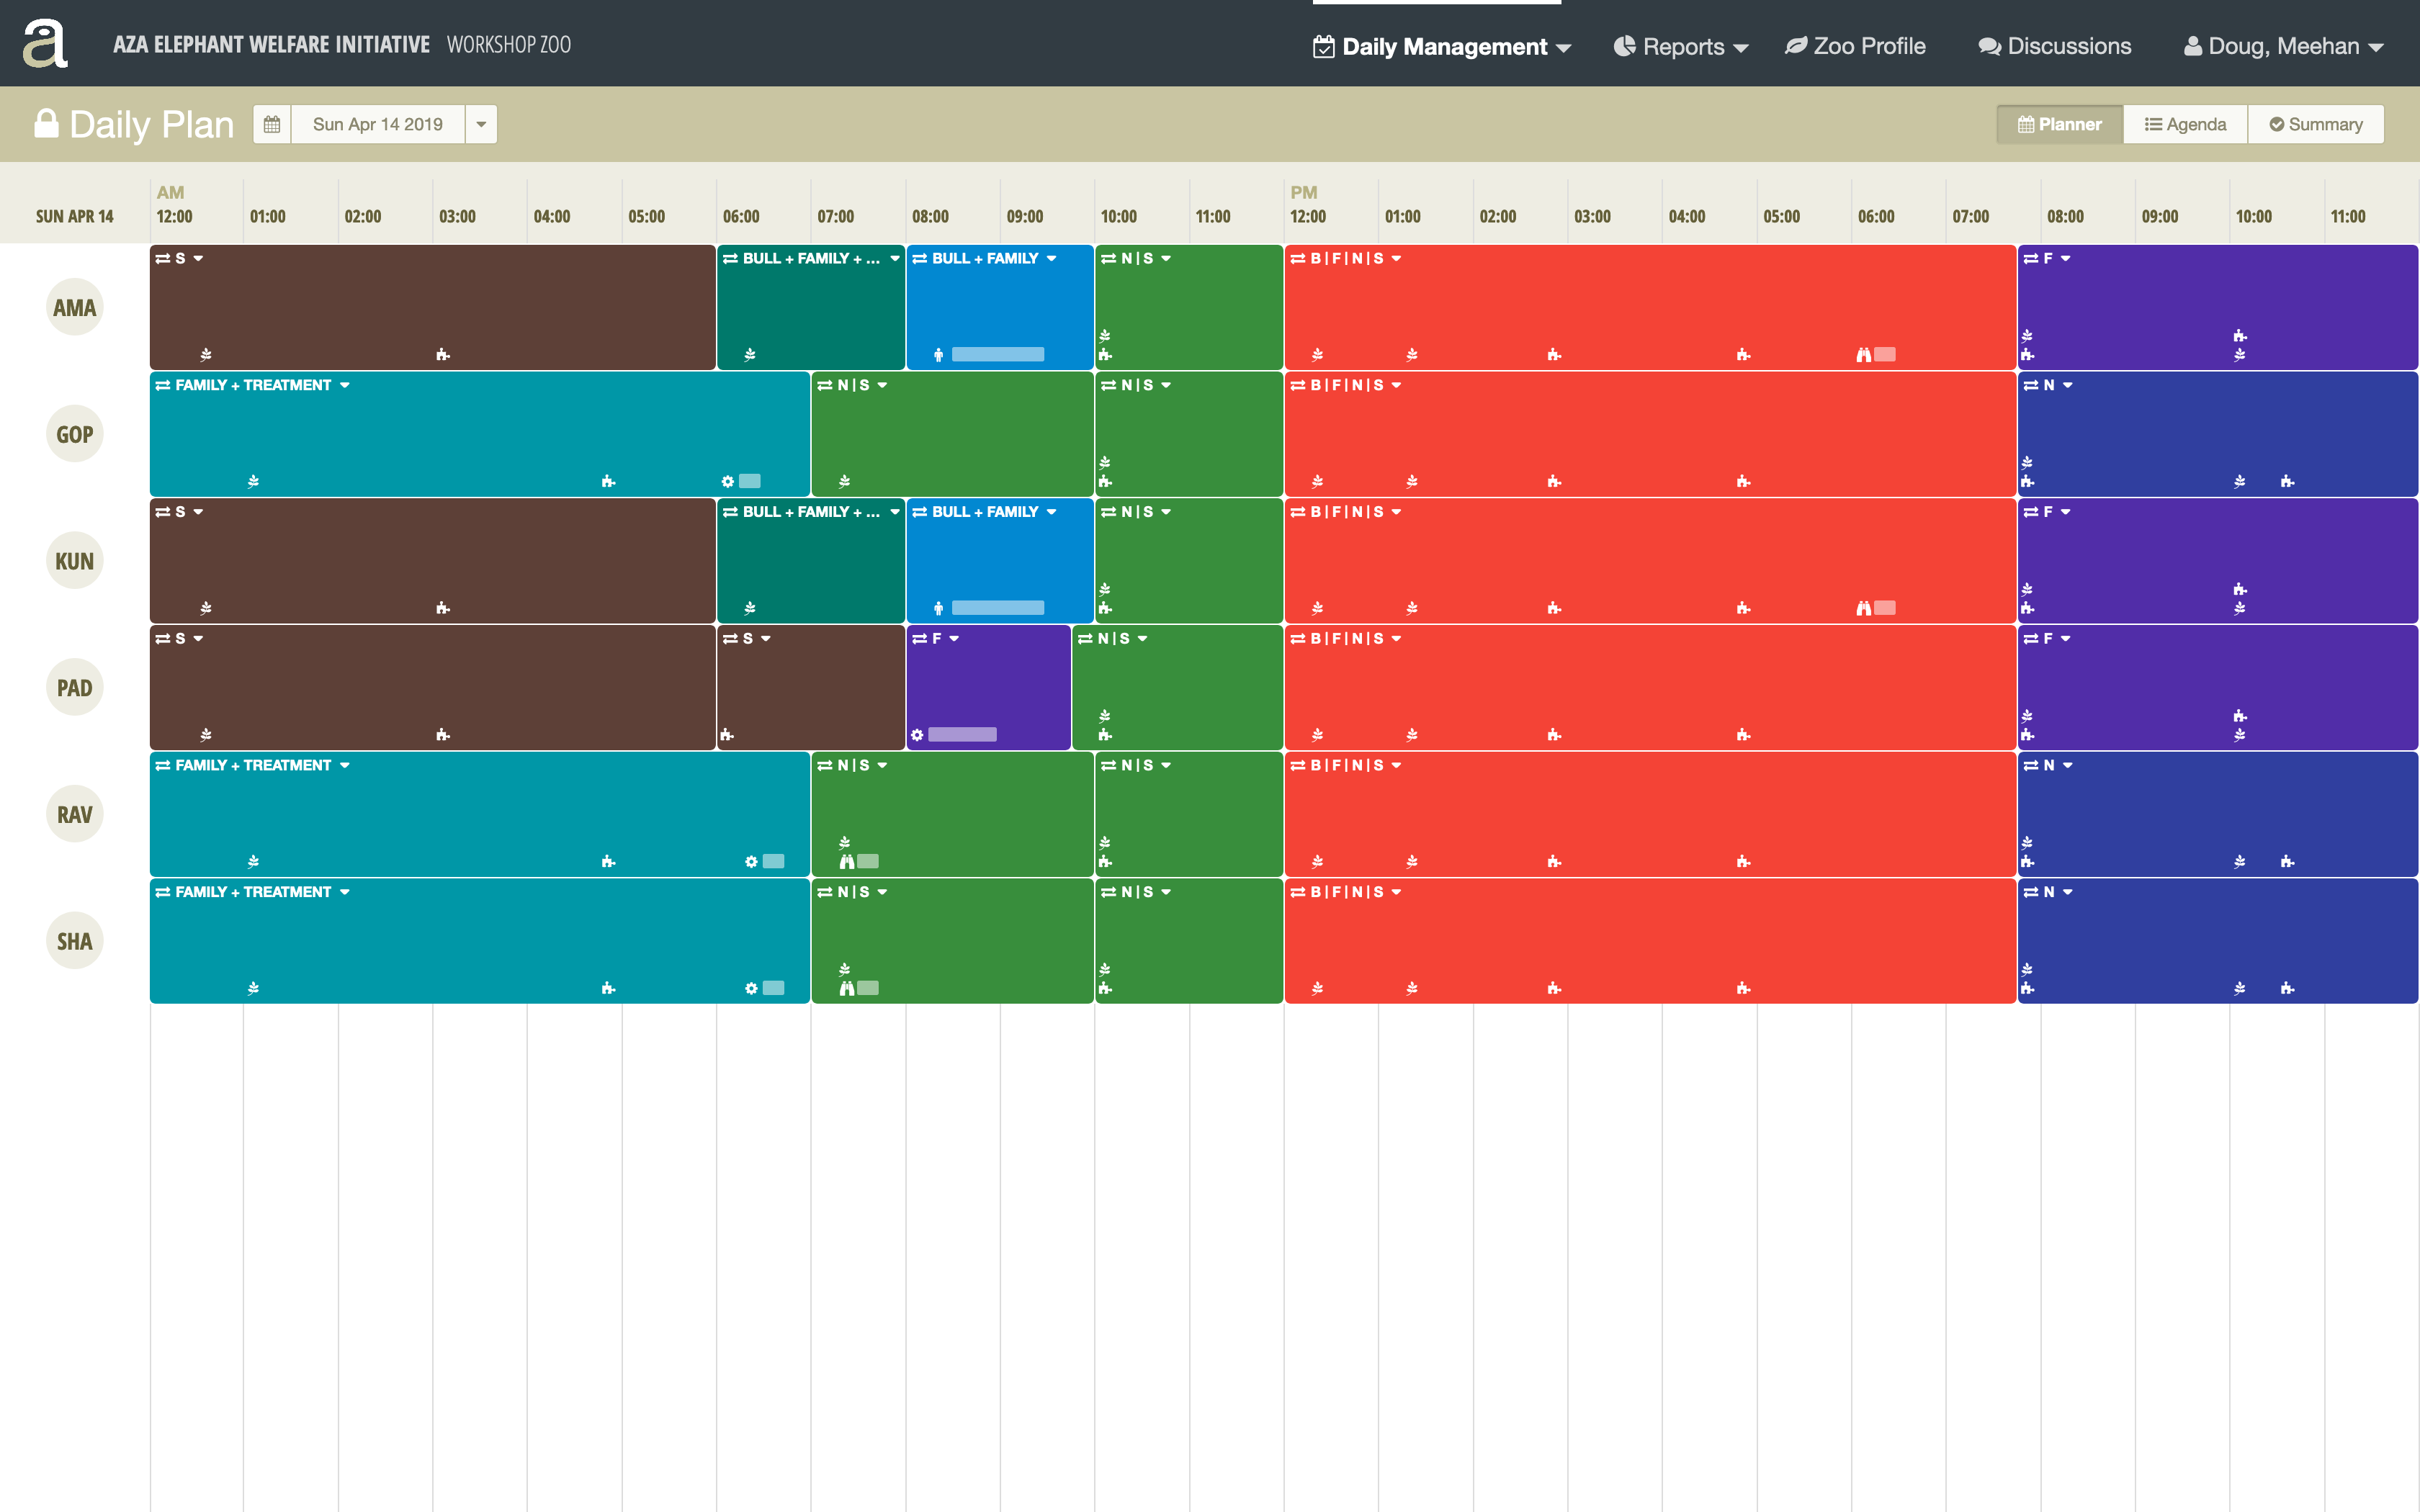 a AZA ELEPHANT WELFARE INITIATIVE WORKSHOP ZOO Daily Management Reports Zoo Profile Discussions Doug, Meehan
Daily Plan Sun Apr 14 2019 Planner Agenda Summary
AM PM
SUN APR 14 12:00 01:00 02:00 03:00 04:00 05:00 06:00 07:00 08:00 09:00 10:00 11:00 12:00 01:00 02:00 03:00 04:00 05:00 06:00 07:00 08:00 09:00 10:00 11:00
S BULL + FAMILY + ... BULL + FAMILY N | S B | F | N | S F
AMA
FAMILY + TREATMENT N | S N | S B | F | N | S N
GOP
S BULL + FAMILY + ... BULL + FAMILY N | S B | F | N | S F
KUN
S S F N | S B | F | N | S F
PAD
FAMILY + TREATMENT N | S N | S B | F | N | S N
RAV
FAMILY + TREATMENT N | S N | S B | F | N | S N
SHA